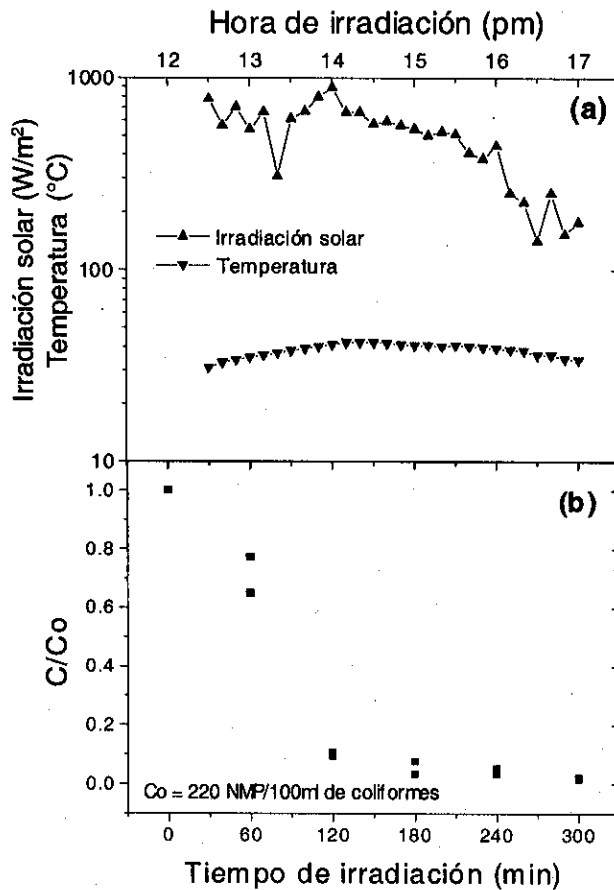 Hora de irradiación (pm)
12 13 14 15 16 17
1000
(a)
Irradiación solar (W/m²)
Temperatura (°C)
Irradiación solar
100
Temperatura
10
1.0
(b)
0.8
0.6
C/Co
0.4
0.2
0.0
Co = 220 NMP/100ml de coliformes
0 60 120 180 240 300
Tiempo de irradiación (min)